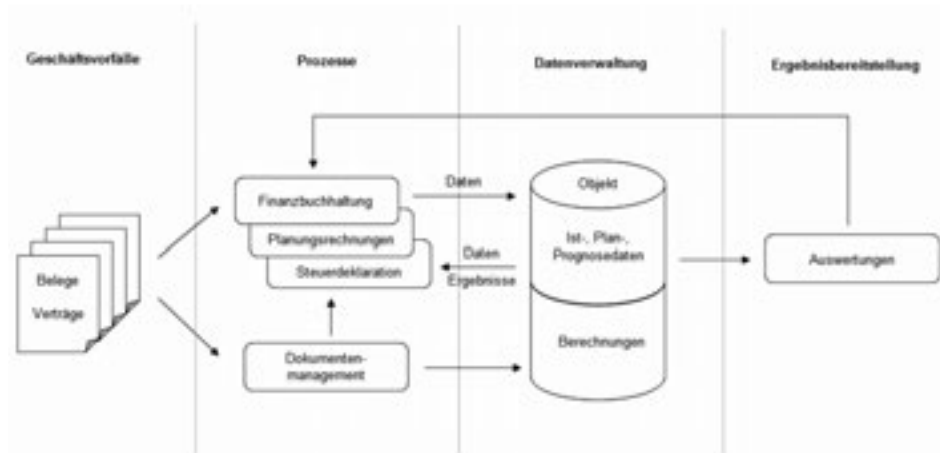 Geschäftsvorfälle
Prozesse
Datenverwaltung
Ergebnisbereitstellung
Finanzbuchhaltung
Planungsrechnungen
Steuerdeklaration
Daten
Daten
Ergebnisse
Objekt
Ist-, Plan-,
Prognosedaten
Berechnungen
Auswertungen
Belege
Verträge
Dokumenten-
management